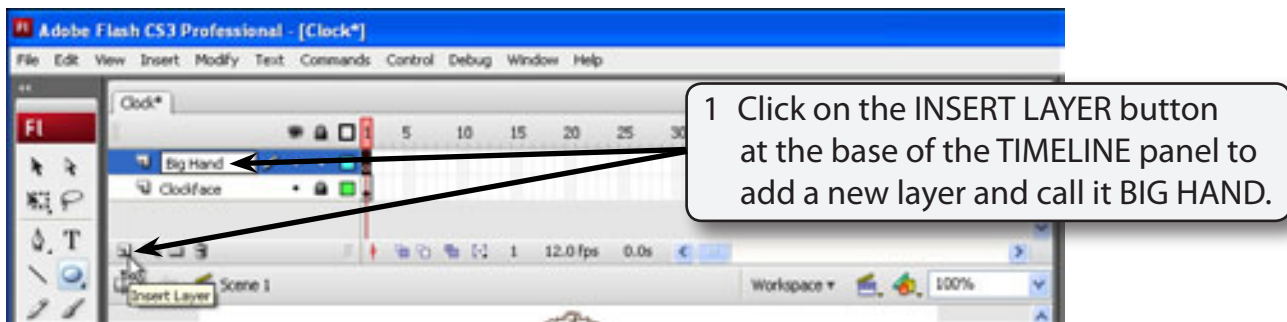 Adobe Flash CS3 Professional - [Clock*]
File Edit View Insert Modify Text Commands Control Debug Window Help
Clock*
Fl
1 5 10 15 20 25 30
Big Hand
Clockface
1 Click on the INSERT LAYER button
at the base of the TIMELINE panel to
add a new layer and call it BIG HAND.
1 12.0 fps 0.0s
Scene 1
Workspace 100%
Insert Layer